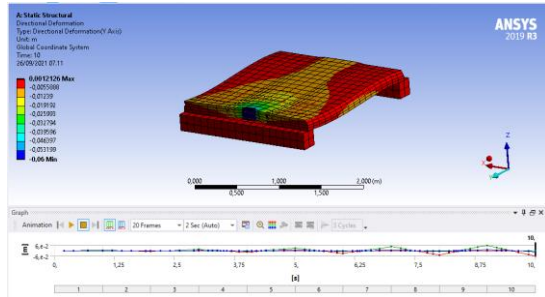 A: Static Structural
Directional Deformation
Type: Directional Deformation(Y Axis)
Unit: m
Global Coordinate System
Time: 10
26/09/2021 07.11
ANSYS
2019 R3
0,0012126 Max
-0,0055888
-0,01239
-0,019192
-0,025993
-0,032794
-0,039596
-0,046397
-0,053199
-0,06 Min
Z
X
Y
0,000
0,500
1,000
1,500
2,000 (m)
Graph
Animation
20 Frames
2 Sec (Auto)
3 Cycles
[m]
6,e-2
-6,e-2
10,
0,
1,25
2,5
3,75
5,
6,25
7,5
8,75
10,
[s]
1
2
3
4
5
6
7
8
9
10